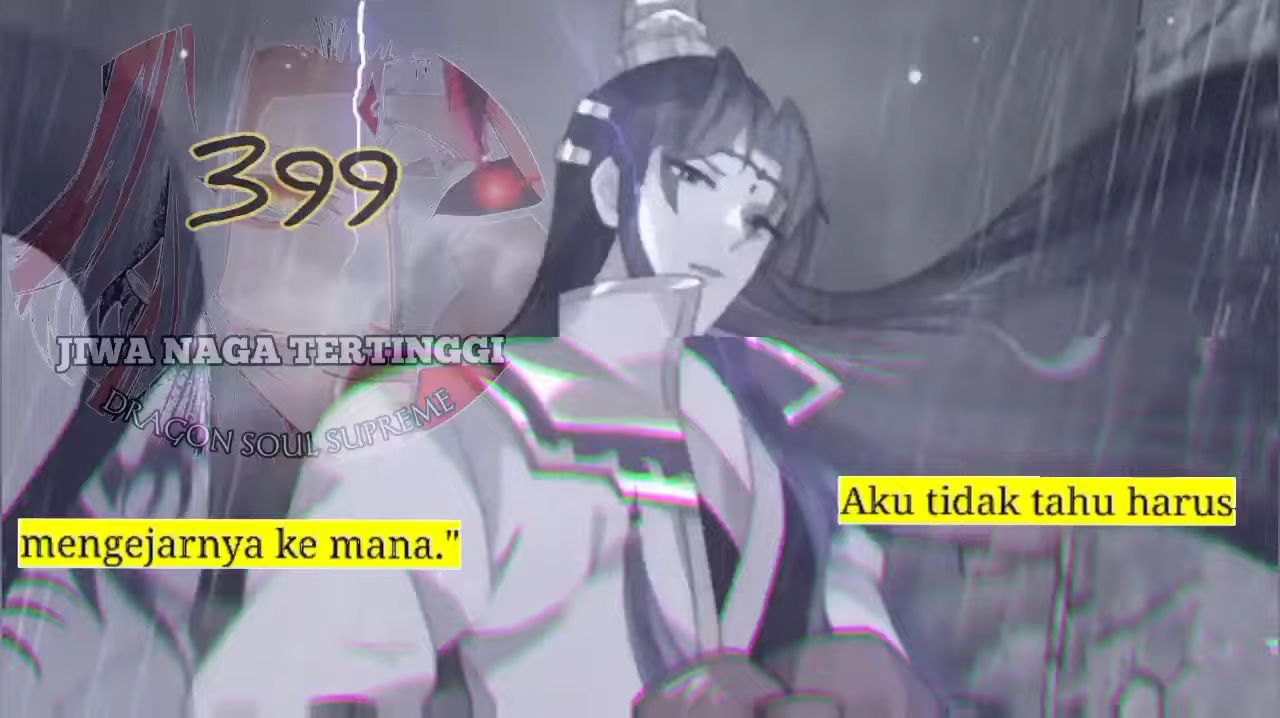 399
JIWA NAGA TERTINGGI
DRAGON SOUL SUPREME
Aku tidak tahu harus
mengejarnya ke mana."